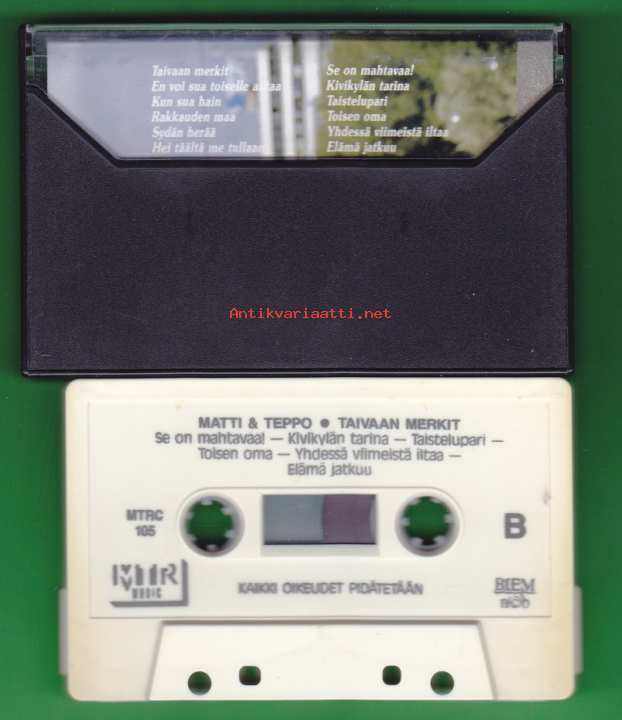 Taivaan merkit
En voi sua toiselle antaa
Kun sua hain
Rakkauden maa
Sydän herää
Hei täältä me tullaan
Se on mahtavaa!
Kivikylän tarina
Taistelupari
Toisen oma
Yhdessä viimeistä iltaa
Elämä jatkuu
Antikvariaatti.net
MATTI & TEPPO ● TAIVAAN MERKIT
Se on mahtavaa! — Kivikylän tarina — Taistelupari —
Toisen oma — Yhdessä viimeistä iltaa —
Elämä jatkuu
MTRC
105
B
MTR
MUSIC
KAIKKI OIKEUDET PIDÄTETÄÄN
BIEM
ncb